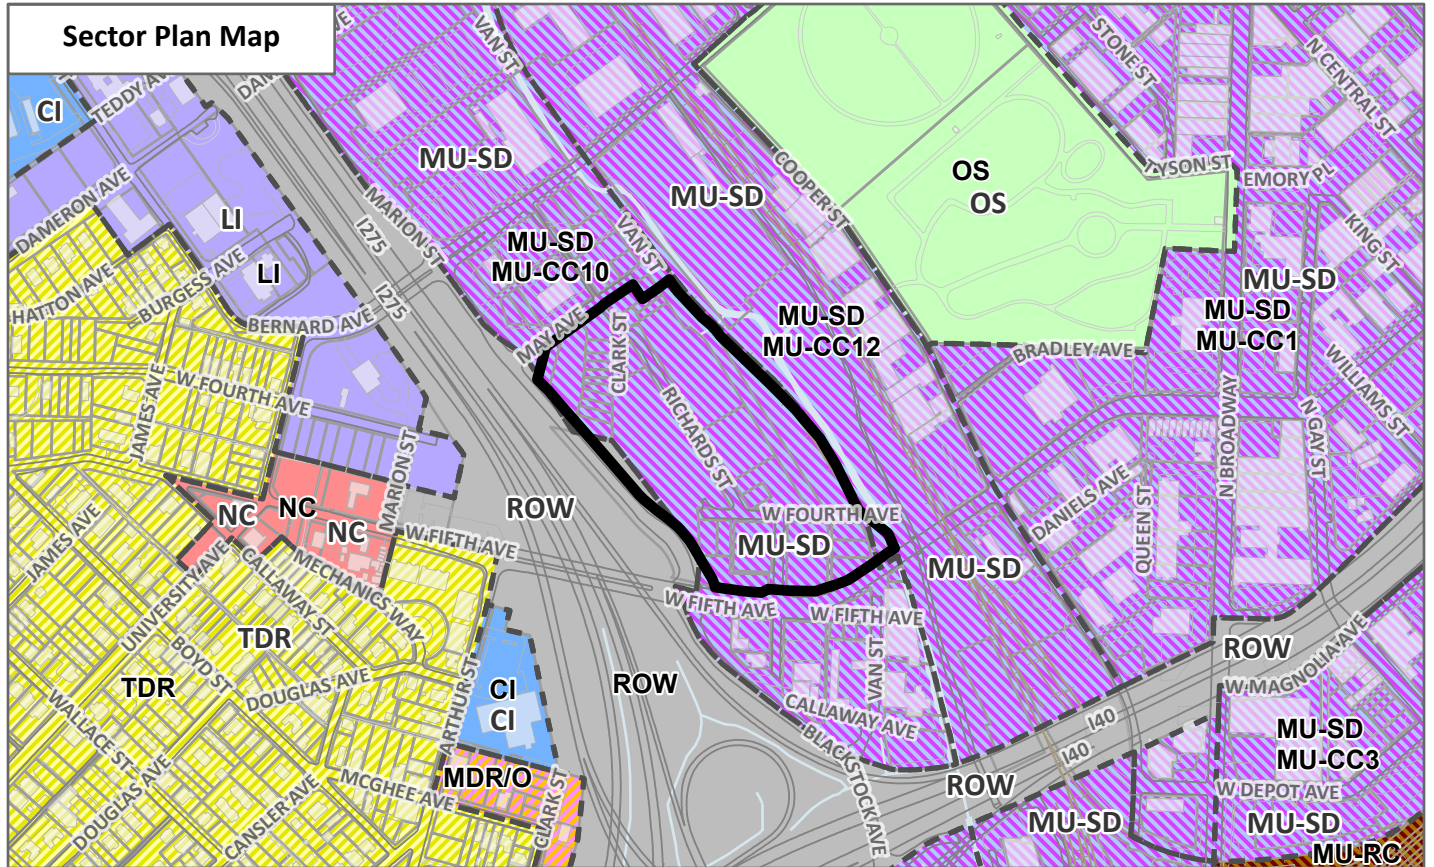 Sector Plan Map
AVE
VAN ST
STONE ST
N CENTRAL ST
CI
TEDDY AVE
MU-SD
MU-SD
COOPER ST
OS
OS
TYSON ST
EMORY PL
KING ST
DAMERON AVE
LI
LI
MARION ST
I275
I275
VAN ST
MU-SD
MU-CC10
HATTON AVE
BURGESS AVE
BERNARD AVE
MU-SD
MU-SD
MU-CC1
MU-SD
MU-CC12
MAY AVE
CLARK ST
BRADLEY AVE
WILLIAMS ST
JAMES AVE
W FOURTH AVE
RICHARDS ST
N BROADWAY
N GAY ST
MARION ST
NC
NC
NC
ROW
W FOURTH AVE
MU-SD
DANIELS AVE
QUEEN ST
JAMES AVE
UNIVERSITY AVE
CALLAWAY ST
MECHANICS WAY
W FIFTH AVE
MU-SD
W FIFTH AVE
W FIFTH AVE
TDR
TDR
BOYD ST
DOUGLAS AVE
ARTHUR ST
CI
CI
ROW
VAN ST
CALLAWAY AVE
ROW
W MAGNOLIA AVE
WALLACE ST
DOUGLAS AVE
CANSLER AVE
MCGHEE AVE
MDR/O
CLARK ST
BLACKSTOCK AVE
ROW
I40
I40
MU-SD
MU-CC3
W DEPOT AVE
MU-SD
MU-SD
MU-RC